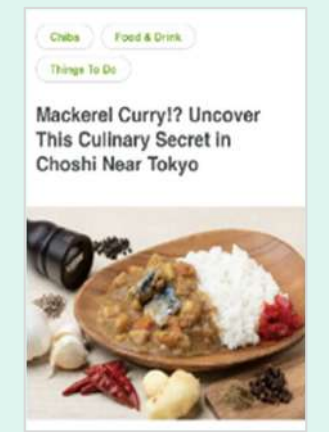 Chiba
Food & Drink
Things To Do
Mackerel Curry!? Uncover
This Culinary Secret in
Choshi Near Tokyo